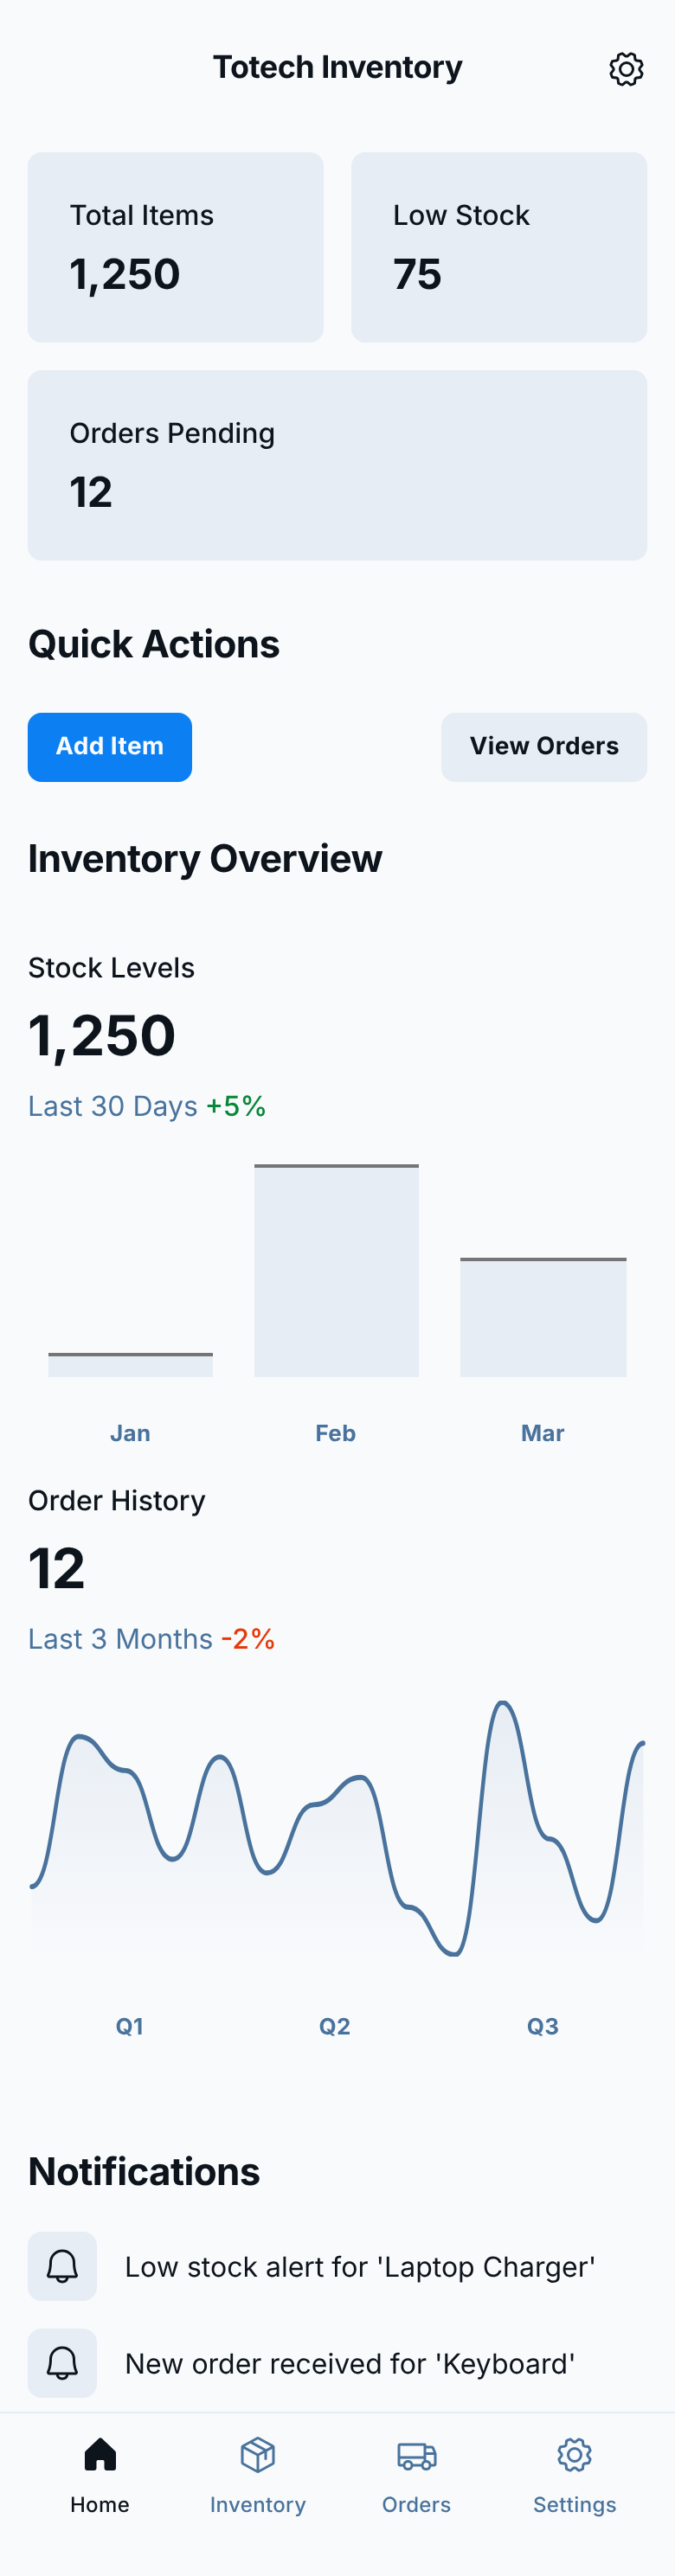 Totech Inventory
Total Items
1,250
Low Stock
75
Orders Pending
12
Quick Actions
Add Item
View Orders
Inventory Overview
Stock Levels
1,250
Last 30 Days +5%
Jan
Feb
Mar
Order History
12
Last 3 Months -2%
Q1
Q2
Q3
Notifications
Low stock alert for 'Laptop Charger'
New order received for 'Keyboard'
Home
Inventory
Orders
Settings